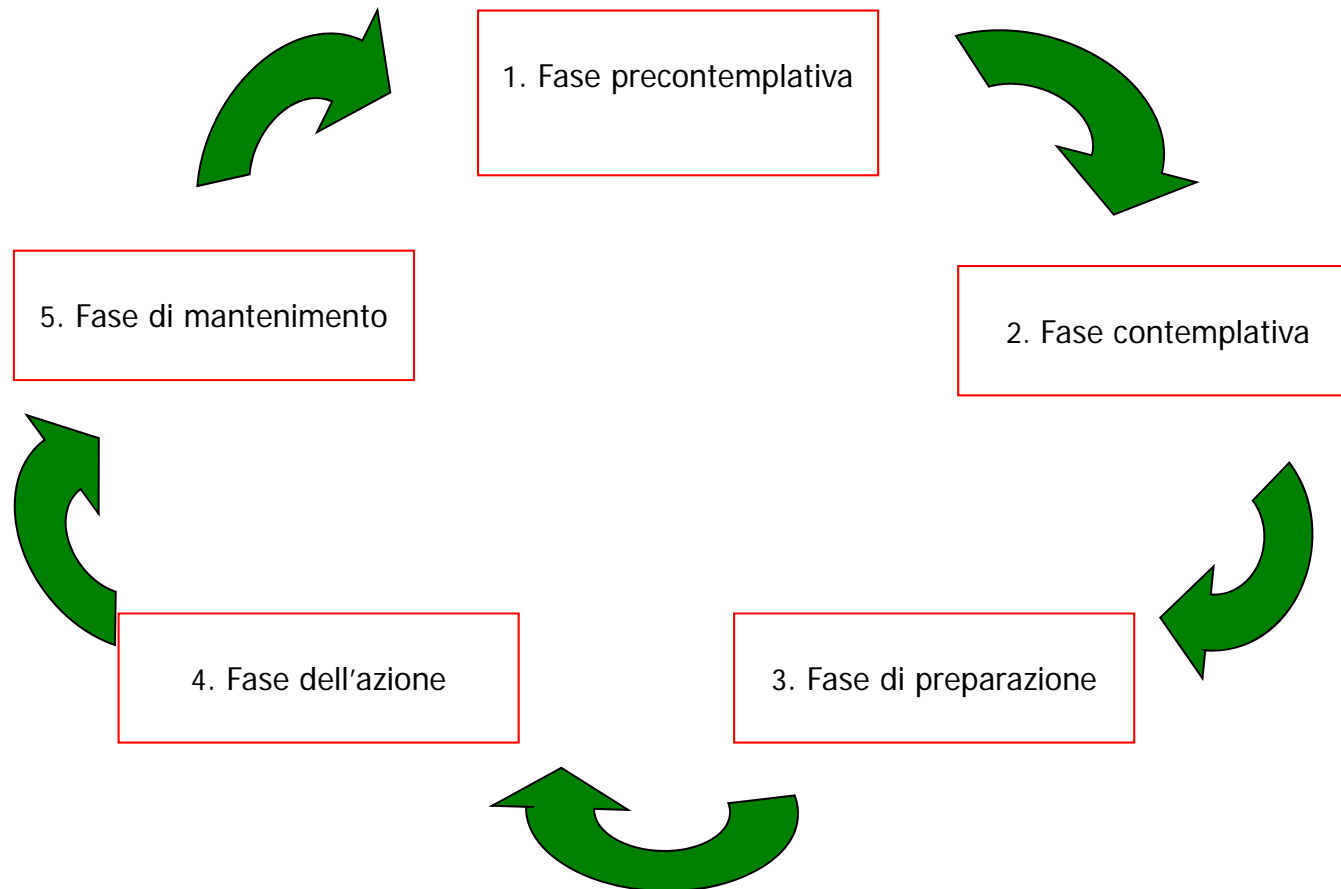 1. Fase precontemplativa
2. Fase contemplativa
3. Fase di preparazione
4. Fase dell’azione
5. Fase di mantenimento